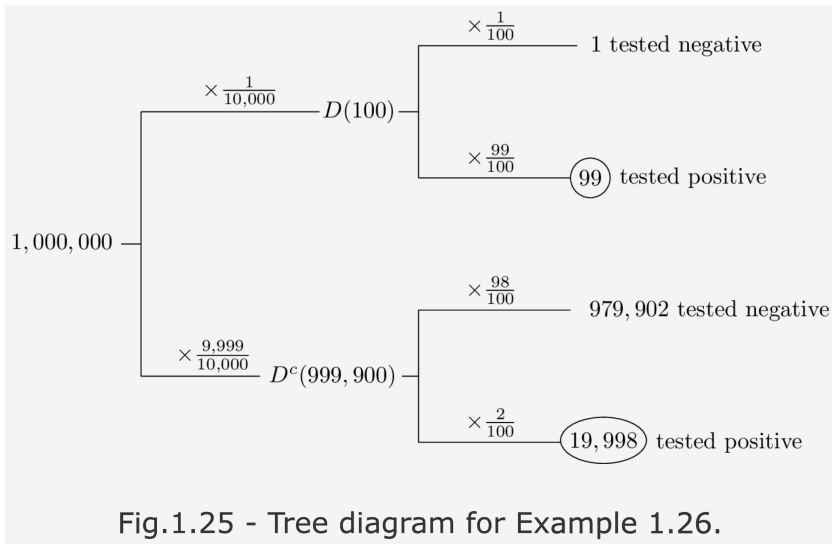 × 1/100
1 tested negative
× 1/10,000
D(100)
× 99/100
99 tested positive
1,000,000
× 98/100
979,902 tested negative
× 9,999/10,000
Dᶜ(999,900)
× 2/100
19,998 tested positive
Fig.1.25 - Tree diagram for Example 1.26.